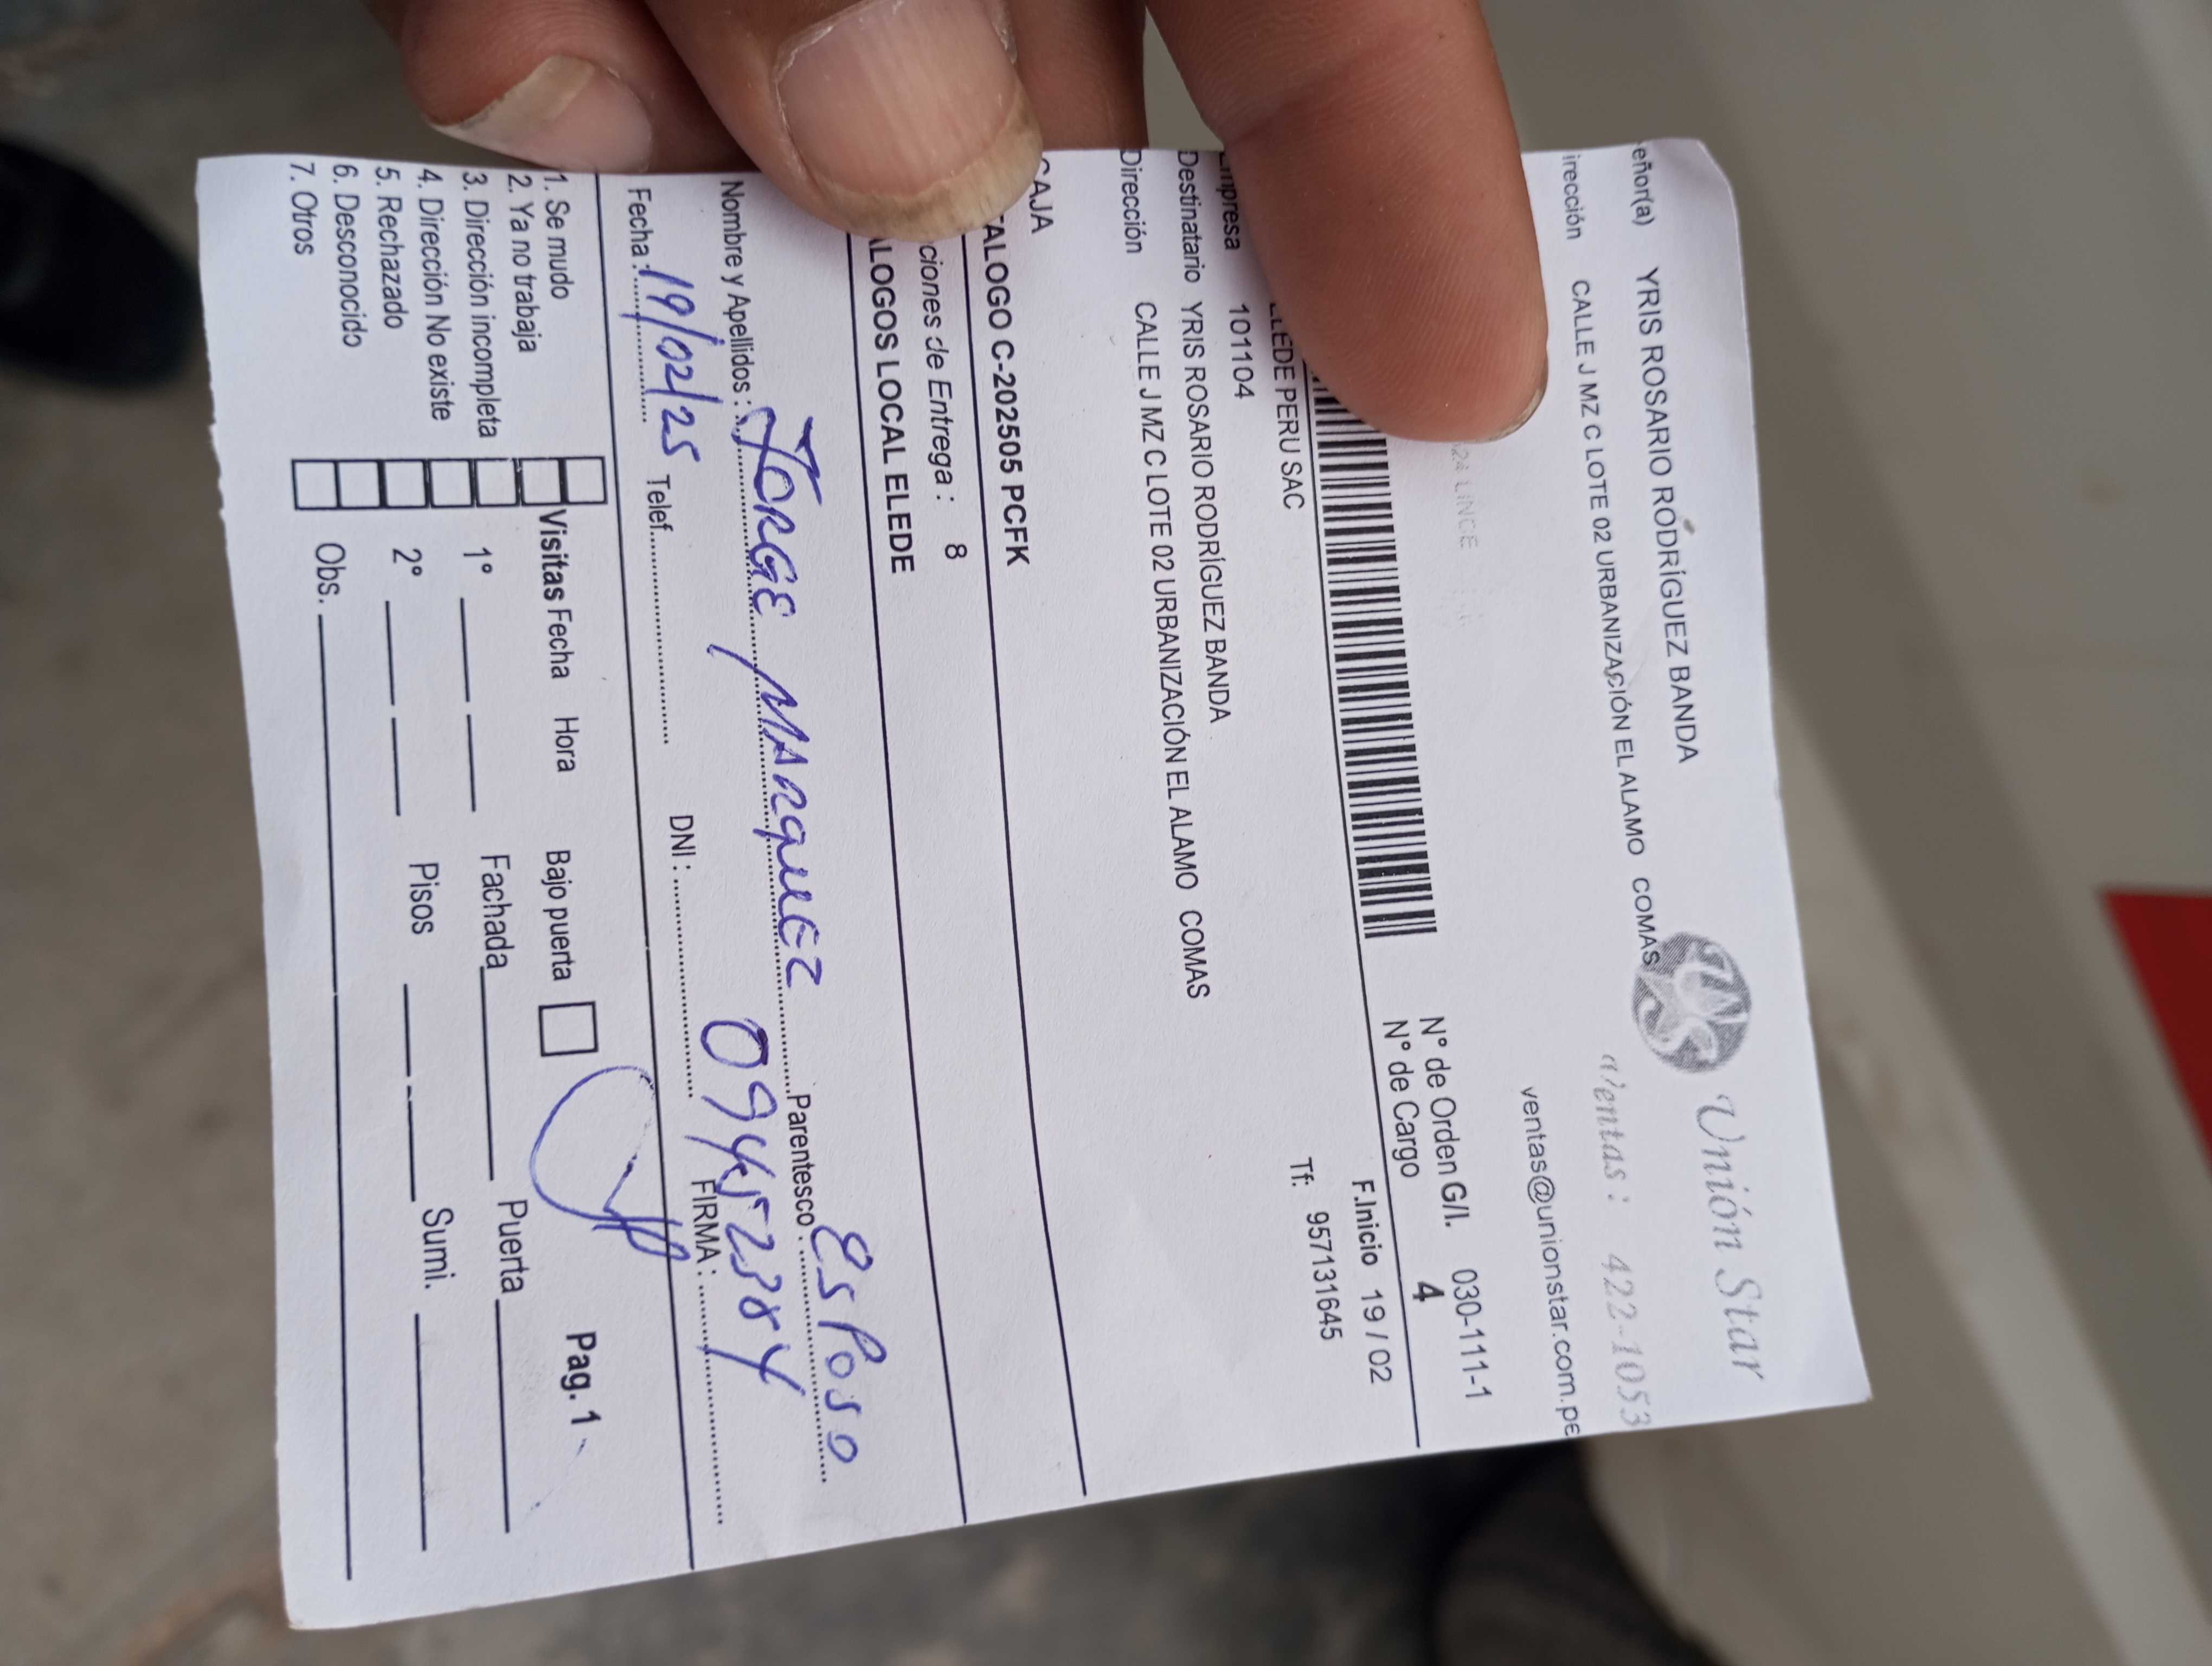 Unión Star
eñor(a) YRIS ROSARIO RODRÍGUEZ BANDA
irección CALLE J MZ C LOTE 02 URBANIZACIÓN EL ALAMO COMAS
Ventas: 422-1053
ventas@unionstar.com.pe
24 LINCE
N° de Orden G/I. 030-111-1
N° de Cargo 4
F.Inicio 19 / 02
LEDE PERU SAC
Tf: 957131645
mpresa 101104
Destinatario YRIS ROSARIO RODRÍGUEZ BANDA
Dirección CALLE J MZ C LOTE 02 URBANIZACIÓN EL ALAMO COMAS
CAJA
TALOGO C-202505 PCFK
ciones de Entrega : 8
ALOGOS LOCAL ELEDE
Nombre y Apellidos : JORGE MARQUEZ Parentesco : ESPOSO
Fecha : 19/02/25 Telef. DNI : 09452384 FIRMA :
1. Se mudo
2. Ya no trabaja
3. Dirección incompleta
4. Dirección No existe
5. Rechazado
6. Desconocido
7. Otros
Visitas Fecha Hora Bajo puerta Pag. 1
1° Fachada Puerta
2° Pisos Sumi.
Obs.